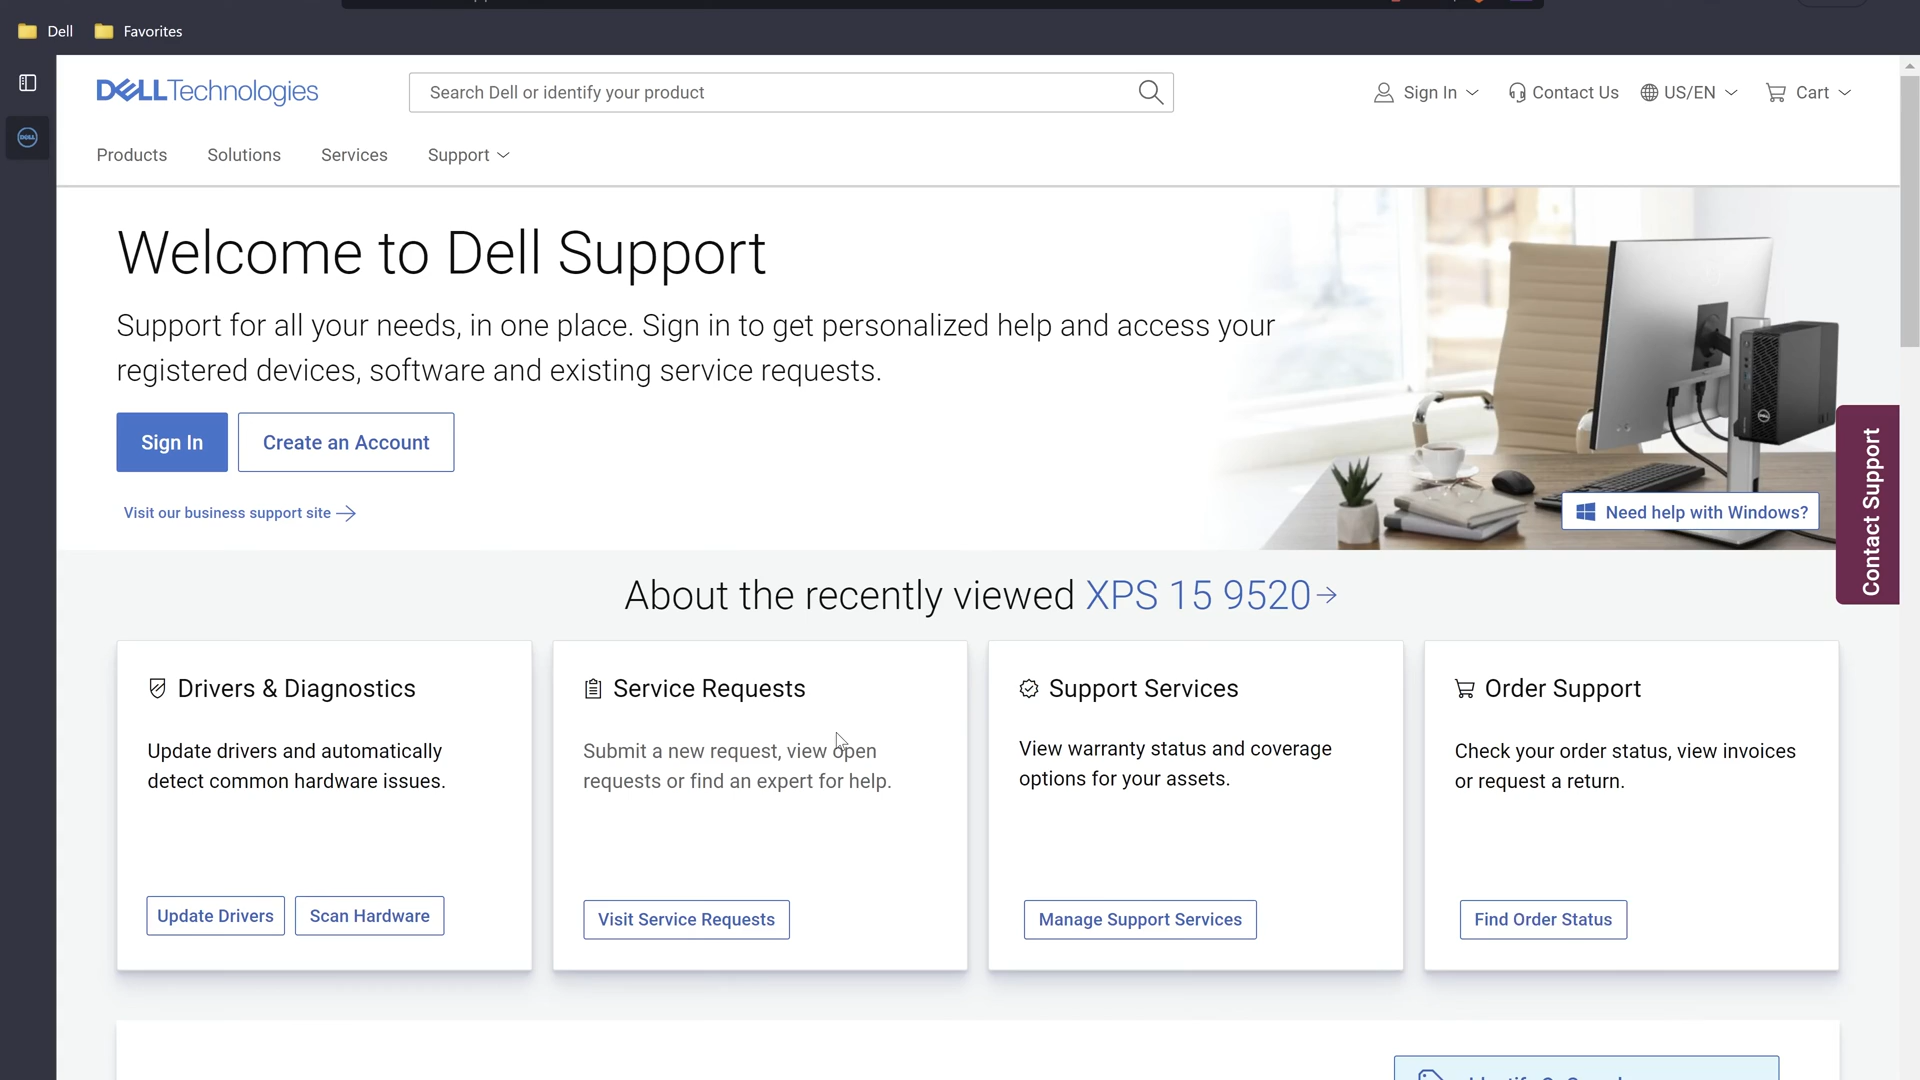 Dell
Favorites
DELLTechnologies
Search Dell or identify your product
Sign In
Contact Us
US/EN
Cart
Products
Solutions
Services
Support
Welcome to Dell Support
Support for all your needs, in one place. Sign in to get personalized help and access your
registered devices, software and existing service requests.
Sign In
Create an Account
Visit our business support site
Need help with Windows?
Contact Support
About the recently viewed XPS 15 9520
Drivers & Diagnostics
Update drivers and automatically
detect common hardware issues.
Update Drivers
Scan Hardware
Service Requests
Submit a new request, view open
requests or find an expert for help.
Visit Service Requests
Support Services
View warranty status and coverage
options for your assets.
Manage Support Services
Order Support
Check your order status, view invoices
or request a return.
Find Order Status